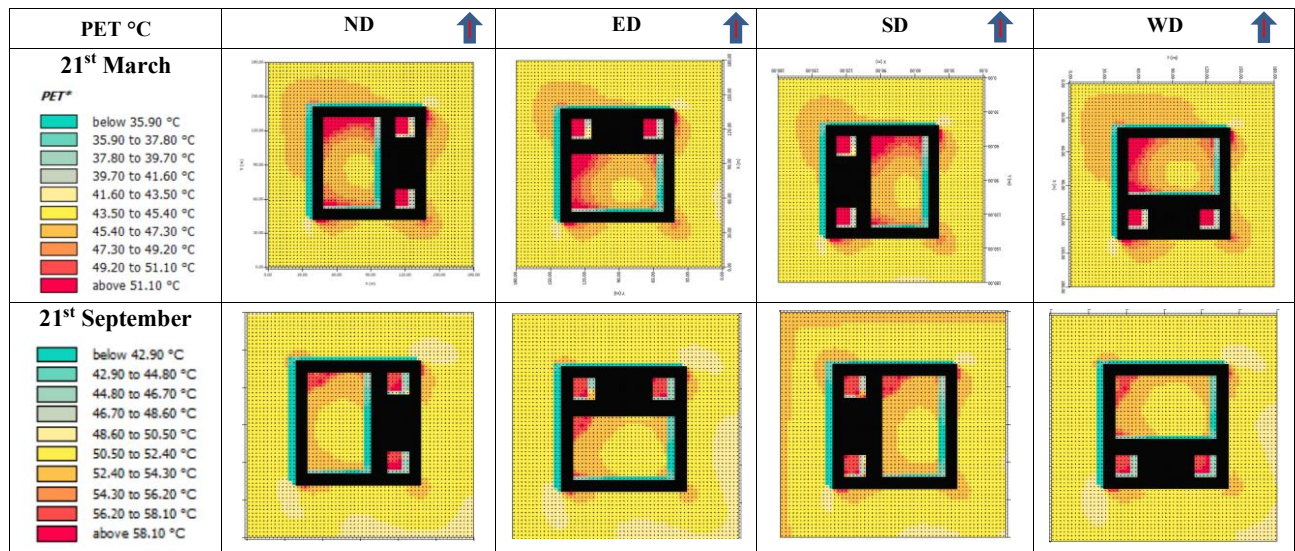 PET °C ND ED SD WD
21st March
PET*
below 35.90 °C
35.90 to 37.80 °C
37.80 to 39.70 °C
39.70 to 41.60 °C
41.60 to 43.50 °C
43.50 to 45.40 °C
45.40 to 47.30 °C
47.30 to 49.20 °C
49.20 to 51.10 °C
above 51.10 °C
21st September
below 42.90 °C
42.90 to 44.80 °C
44.80 to 46.70 °C
46.70 to 48.60 °C
48.60 to 50.50 °C
50.50 to 52.40 °C
52.40 to 54.30 °C
54.30 to 56.20 °C
56.20 to 58.10 °C
above 58.10 °C